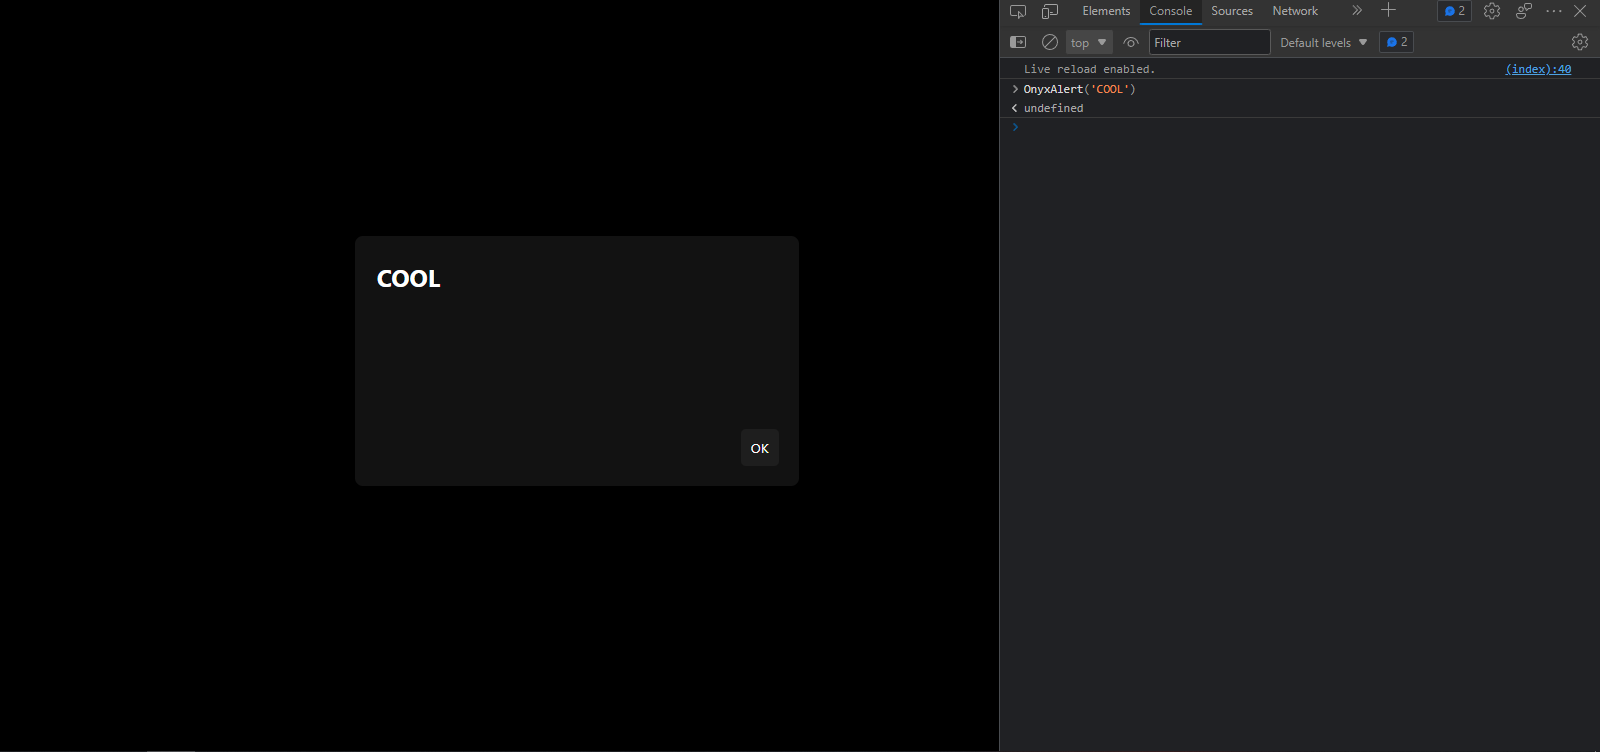 COOL
OK
Elements Console Sources Network 2
top Filter Default levels 2
Live reload enabled. (index):40
> OnyxAlert('COOL')
< undefined
>